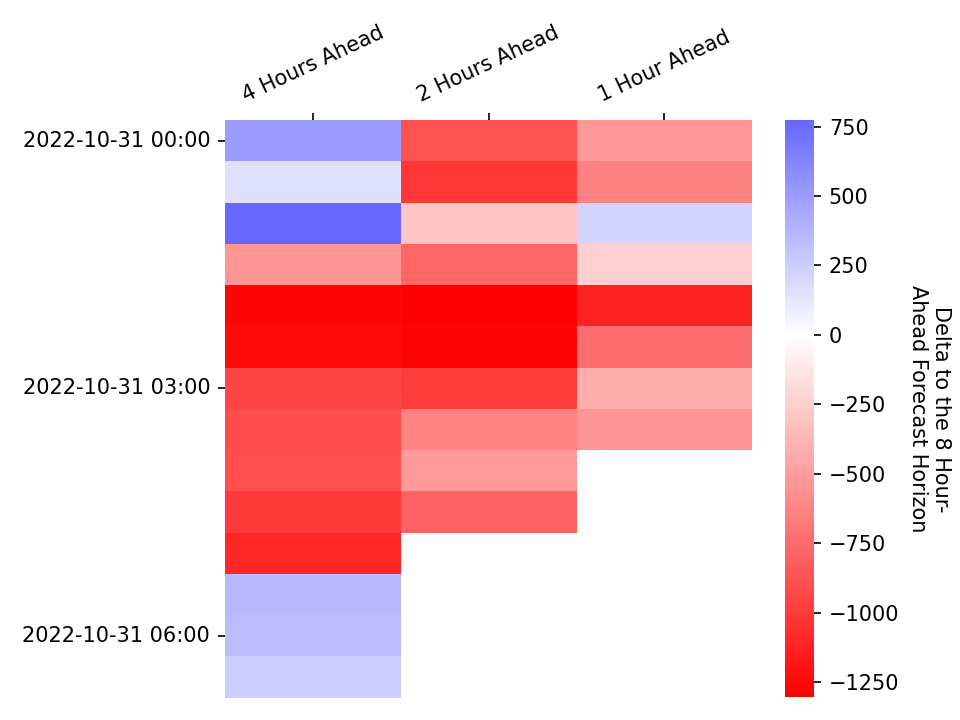 4 Hours Ahead
2 Hours Ahead
1 Hour Ahead
2022-10-31 00:00
2022-10-31 03:00
2022-10-31 06:00
750
500
250
0
−250
−500
−750
−1000
−1250
Delta to the 8 Hour-
Ahead Forecast Horizon